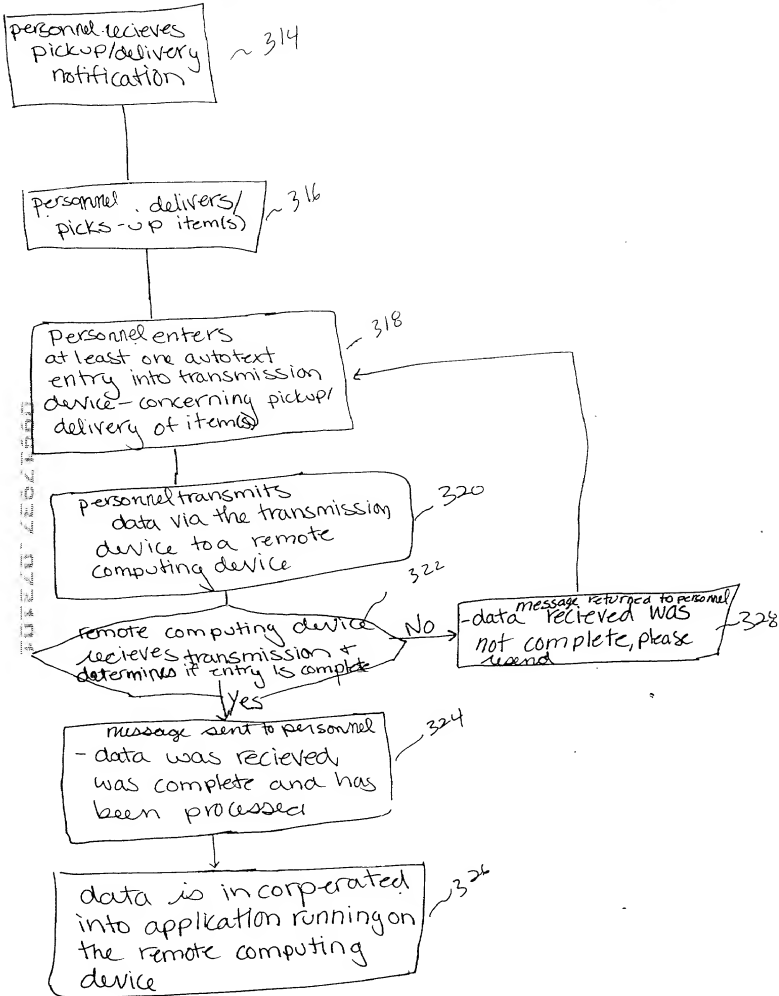 personnel recieves
pickup/delivery
notification
314
personnel delivers/
picks-up item(s)
316
Personnel enters
at least one autotext
entry into transmission
device-concerning pickup/
delivery of item(s)
318
personnel transmits
data via the transmission
device to a remote
computing device
320
322
remote computing device
recieves transmission +
determines if entry is complete
No
message returned to personnel
-data recieved was
not complete, please
resend
328
Yes
message sent to personnel
- data was recieved
was complete and has
been processed
324
data is incorperated
into application running on
the remote computing
device
326